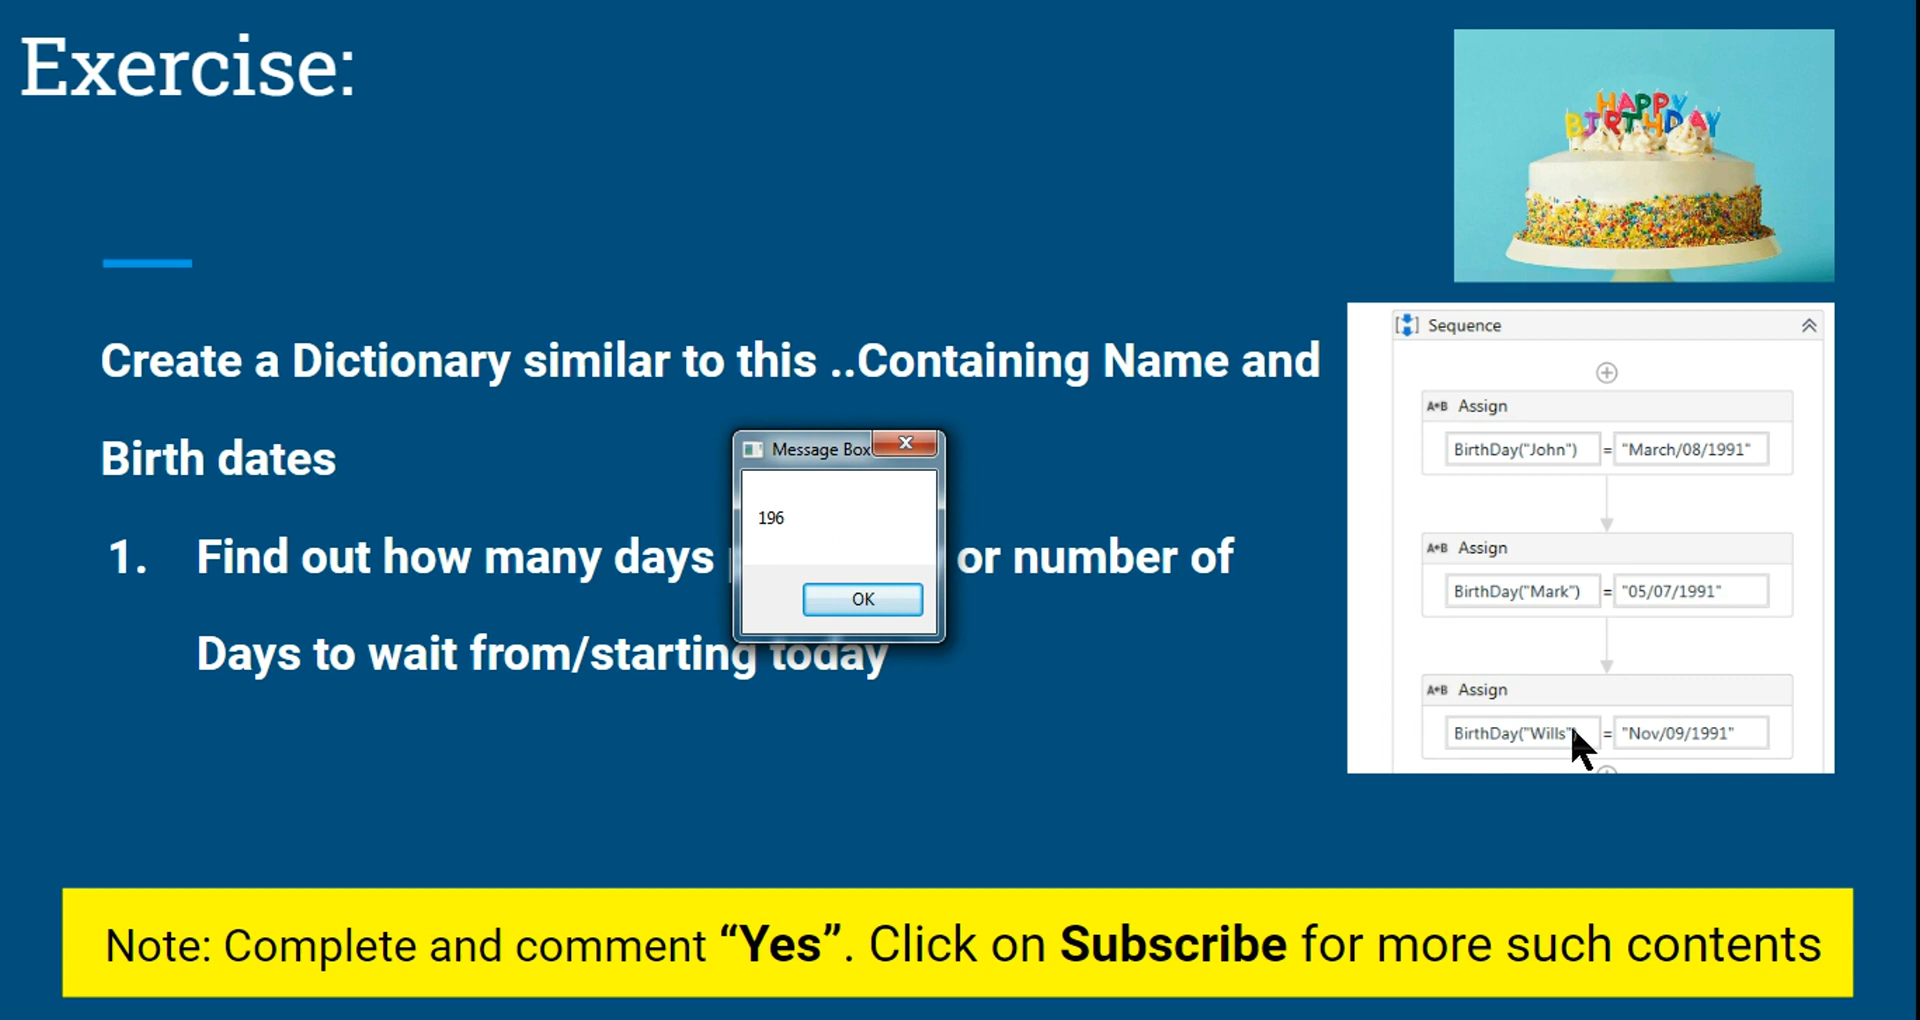 Exercise:
HAPPY
BIRTHDAY
Create a Dictionary similar to this ..Containing Name and
Birth dates
1. Find out how many days
or number of
Days to wait from/starting today
Message Box
196
OK
Sequence
A*B Assign
BirthDay("John") = "March/08/1991"
A*B Assign
BirthDay("Mark") = "05/07/1991"
A*B Assign
BirthDay("Wills" = "Nov/09/1991"
Note: Complete and comment “Yes”. Click on Subscribe for more such contents